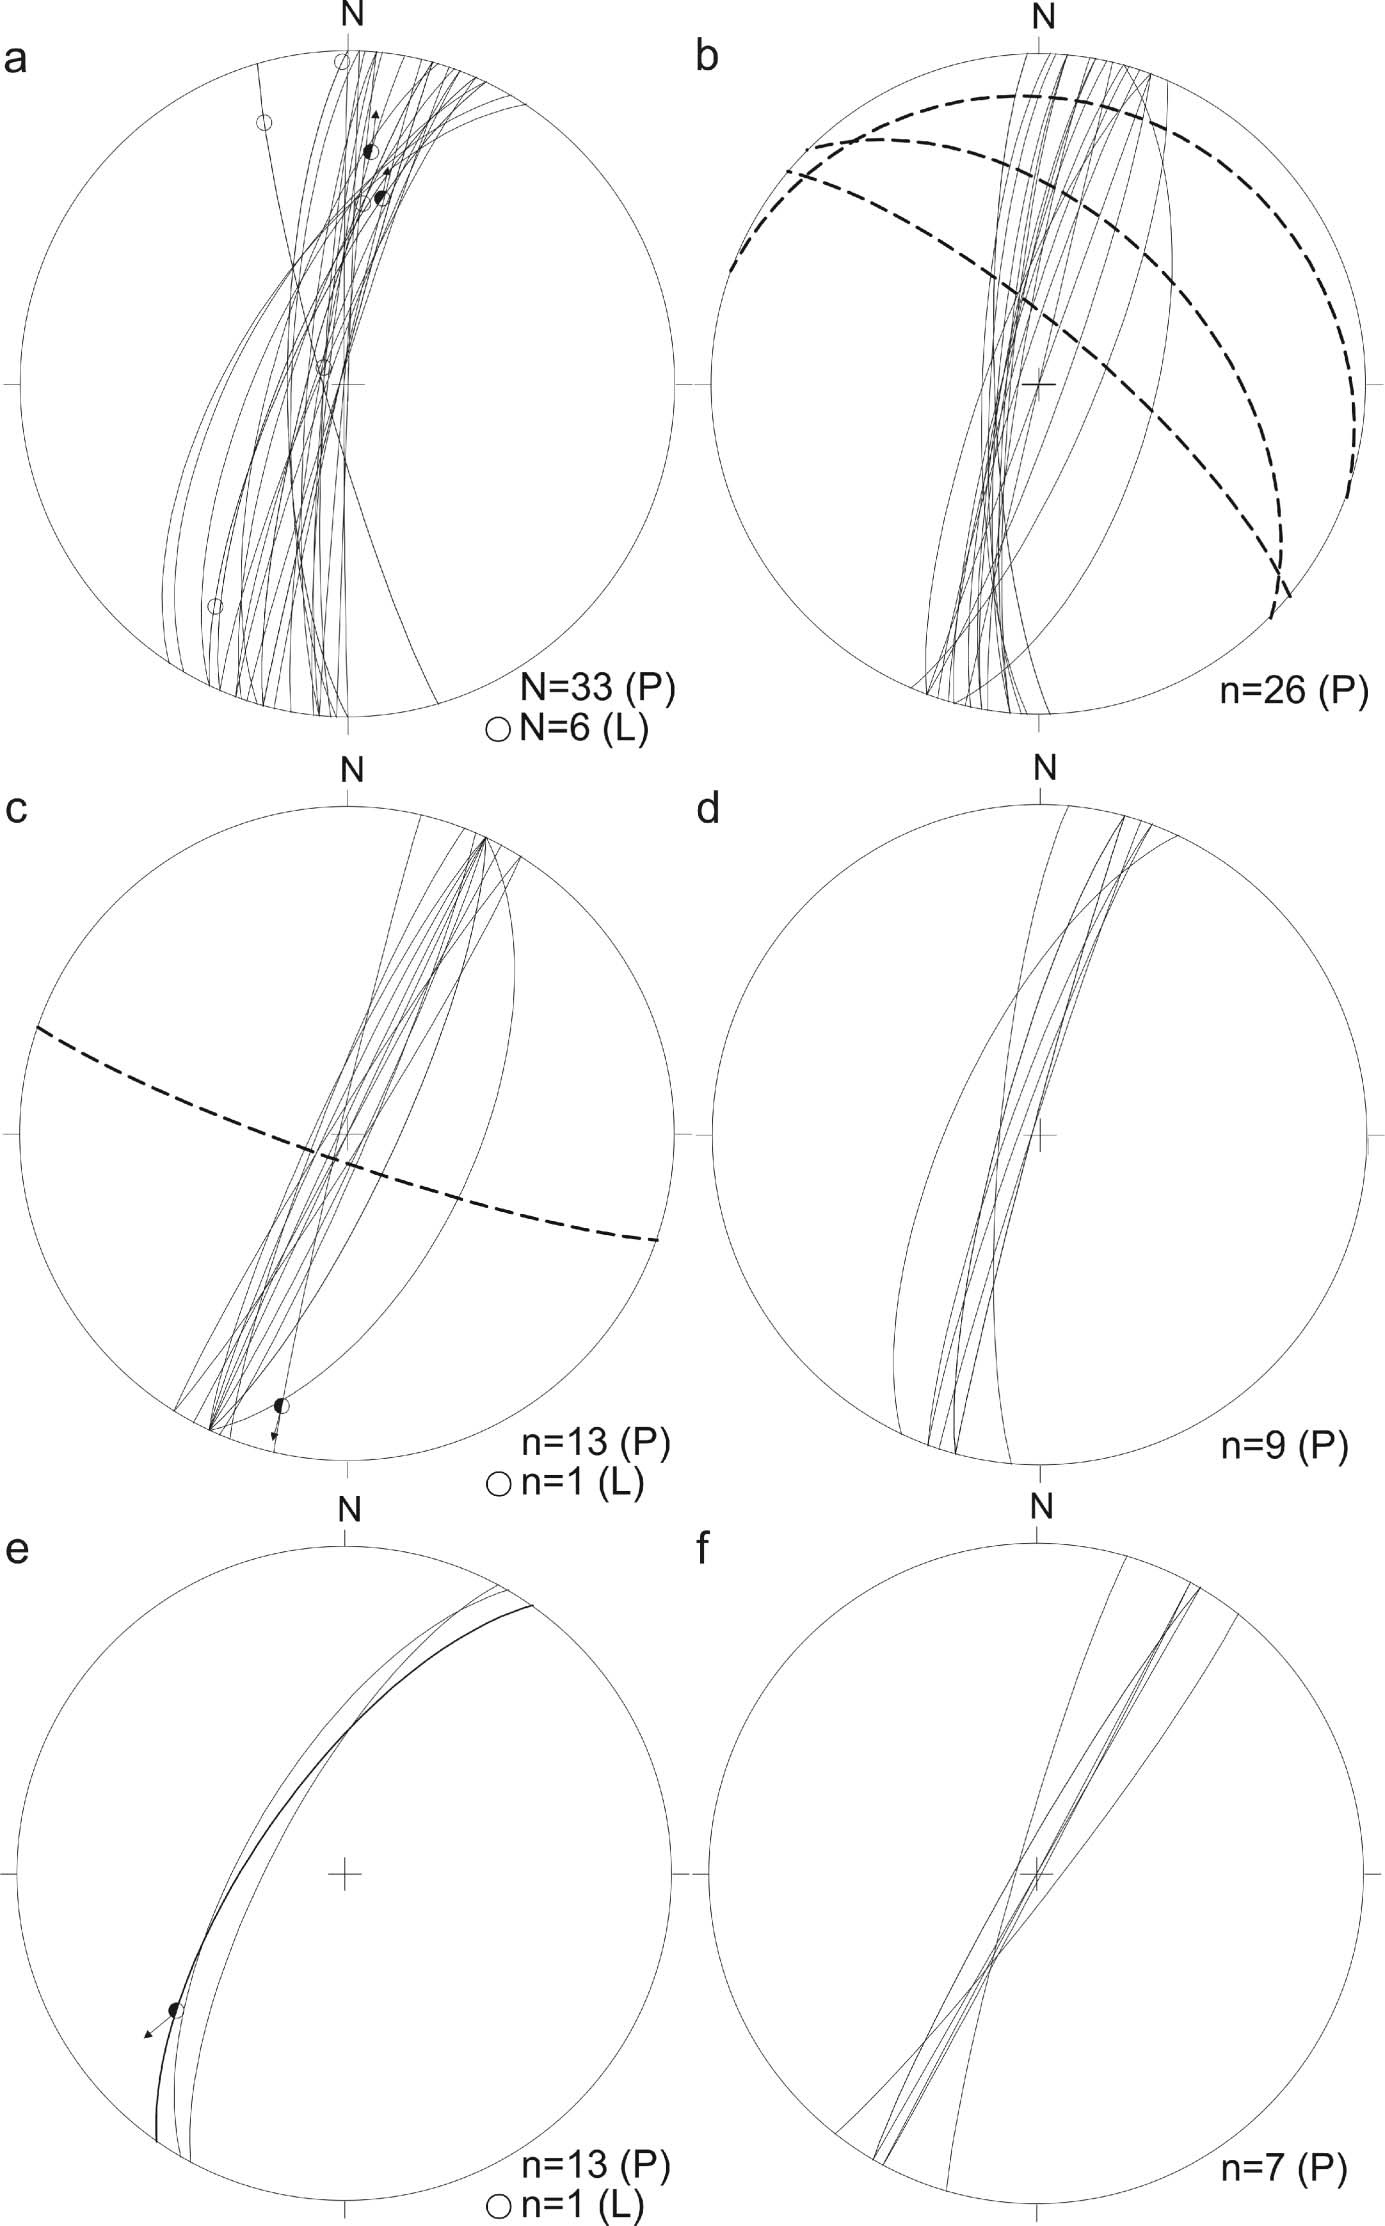 N
a
N=33 (P)
N=6 (L)
N
b
n=26 (P)
N
c
n=13 (P)
n=1 (L)
N
d
n=9 (P)
N
e
n=13 (P)
n=1 (L)
N
f
n=7 (P)